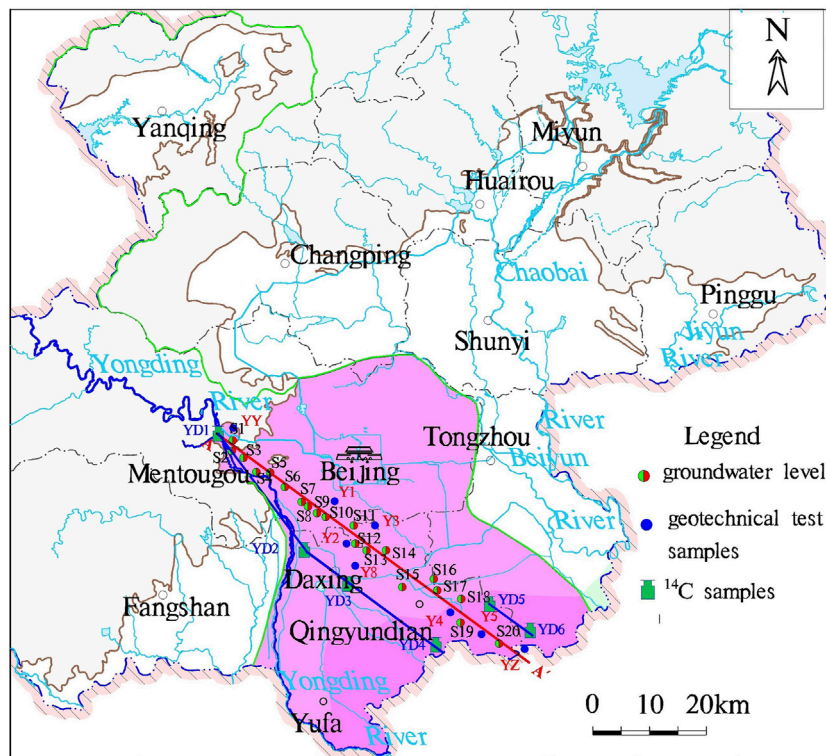 N
Yanqing
Miyun
Huairou
Changping
Chaobai
Pinggu
Jiyun
River
Shunyi
Yongding
River
River
YY
S1
YD1
A
Tongzhou
Legend
S2
S3
Beiyun
Mentougou
S5
Beijing
groundwater level
S6
S7
Y1
River
S9
S8
S10
S11
Y3
geotechnical test
samples
Y2
S12
YD2
S13
S14
Daxing
Y8
S16
14C samples
S15
S17
S18
Fangshan
YD3
YD5
Y4
Y5
Qingyundian
S19
S20
YD6
YD4
YZ
A'
Yongding
Yufa
River
0 10 20km